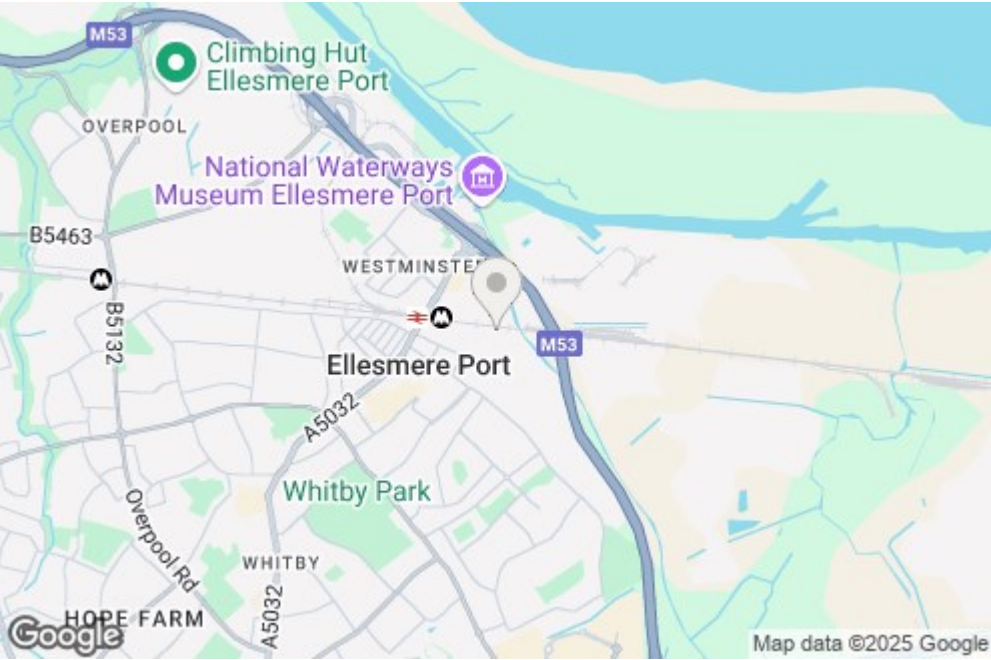 M53
Climbing Hut
Ellesmere Port
OVERPOOL
National Waterways
Museum Ellesmere Port
B5463
WESTMINSTE
B5132
M53
Ellesmere Port
A5032
Whitby Park
Overpool Rd
WHITBY
A5032
HOPE FARM
Google
Map data ©2025 Google